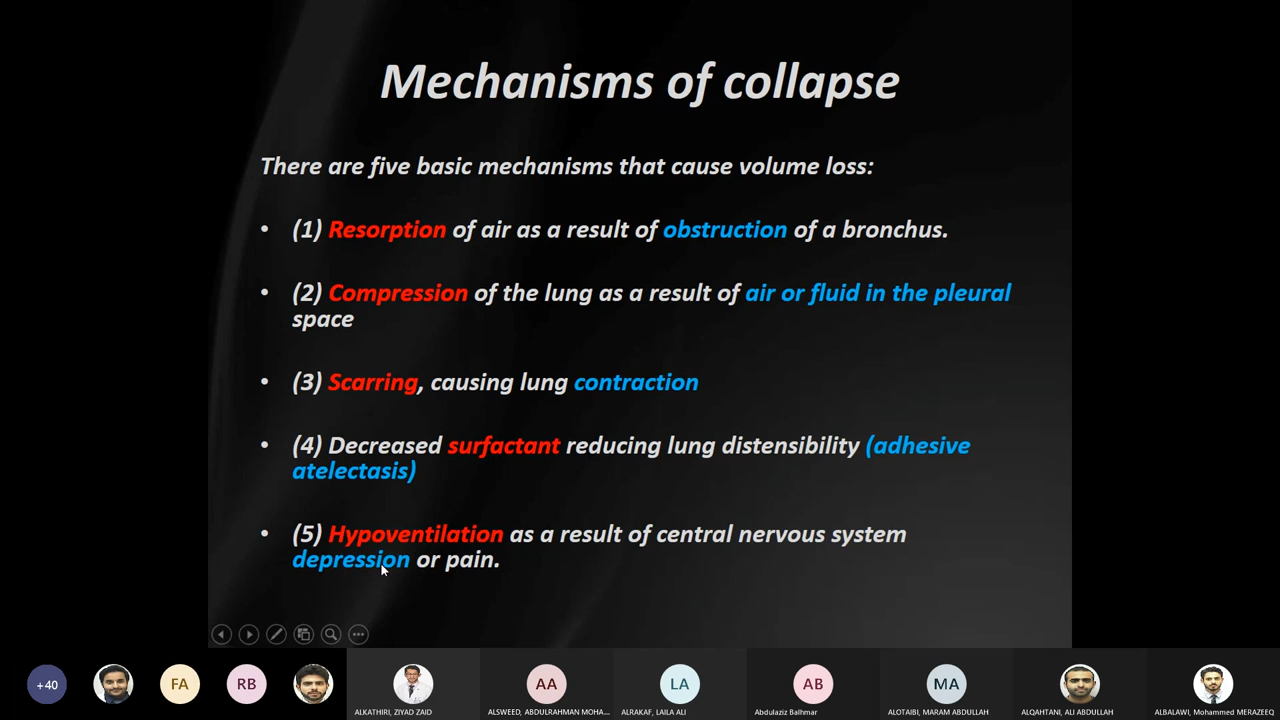 Mechanisms of collapse
There are five basic mechanisms that cause volume loss:
• (1) Resorption of air as a result of obstruction of a bronchus.
• (2) Compression of the lung as a result of air or fluid in the pleural
space
• (3) Scarring, causing lung contraction
• (4) Decreased surfactant reducing lung distensibility (adhesive
atelectasis)
• (5) Hypoventilation as a result of central nervous system
depression or pain.
+40
FA
RB
AA
LA
AB
MA
ALKATHIRI, ZIYAD ZAID
ALSWEED, ABDULRAHMAN MOHA...
ALRAKAF, LAILA ALI
Abdulaziz Balhmar
ALOTAIBI, MARAM ABDULLAH
ALQAHTANI, ALI ABDULLAH
ALBALAWI, Mohammed MERAZEEQ